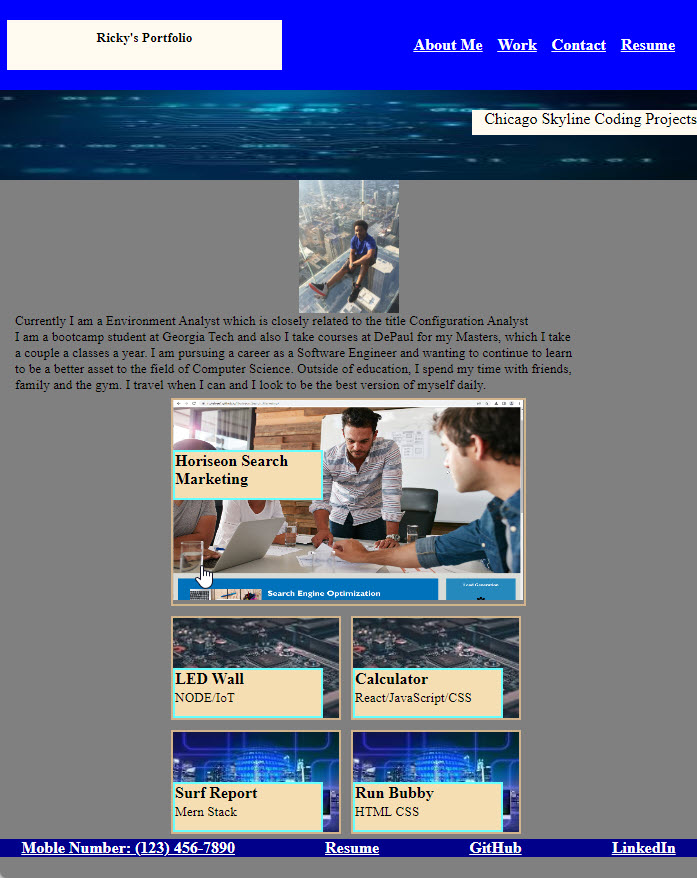 Ricky's Portfolio
About Me Work Contact Resume
Chicago Skyline Coding Projects
Currently I am a Environment Analyst which is closely related to the title Configuration Analyst
I am a bootcamp student at Georgia Tech and also I take courses at DePaul for my Masters, which I take
a couple a classes a year. I am pursuing a career as a Software Engineer and wanting to continue to learn
to be a better asset to the field of Computer Science. Outside of education, I spend my time with friends,
family and the gym. I travel when I can and I look to be the best version of myself daily.
Horiseon Search
Marketing
Search Engine Optimization
Lead Generation
LED Wall
NODE/IoT
Calculator
React/JavaScript/CSS
Surf Report
Mern Stack
Run Bubby
HTML CSS
Moble Number: (123) 456-7890 Resume GitHub LinkedIn